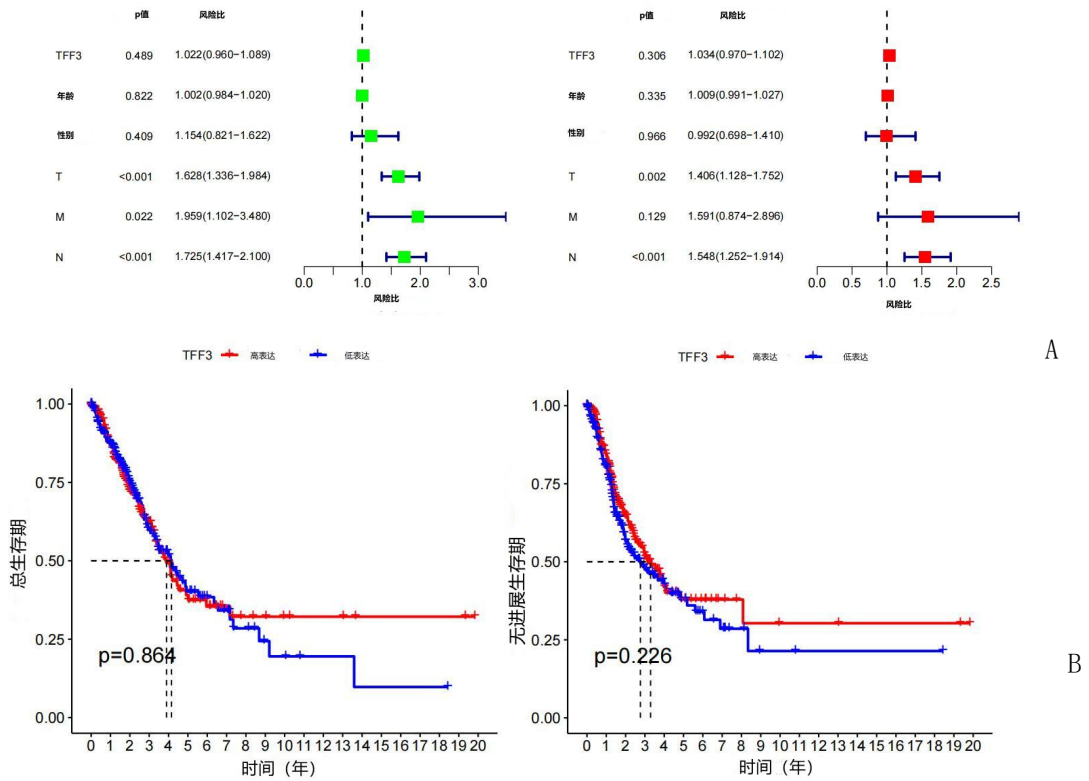 p值 风险比
TFF3 0.489 1.022(0.960−1.089)
年龄 0.822 1.002(0.984−1.020)
性别 0.409 1.154(0.821−1.622)
T <0.001 1.628(1.336−1.984)
M 0.022 1.959(1.102−3.480)
N <0.001 1.725(1.417−2.100)
0.0 1.0 2.0 3.0
风险比
p值 风险比
TFF3 0.306 1.034(0.970−1.102)
年龄 0.335 1.009(0.991−1.027)
性别 0.966 0.992(0.698−1.410)
T 0.002 1.406(1.128−1.752)
M 0.129 1.591(0.874−2.896)
N <0.001 1.548(1.252−1.914)
0.0 0.5 1.0 1.5 2.0 2.5
风险比
A
TFF3 高表达 低表达
总生存期
1.00
0.75
0.50
0.25
0.00
p=0.864
0 1 2 3 4 5 6 7 8 9 10 11 12 13 14 15 16 17 18 19 20
时间（年）
TFF3 高表达 低表达
无进展生存期
1.00
0.75
0.50
0.25
0.00
p=0.226
0 1 2 3 4 5 6 7 8 9 10 11 12 13 14 15 16 17 18 19 20
时间（年）
B